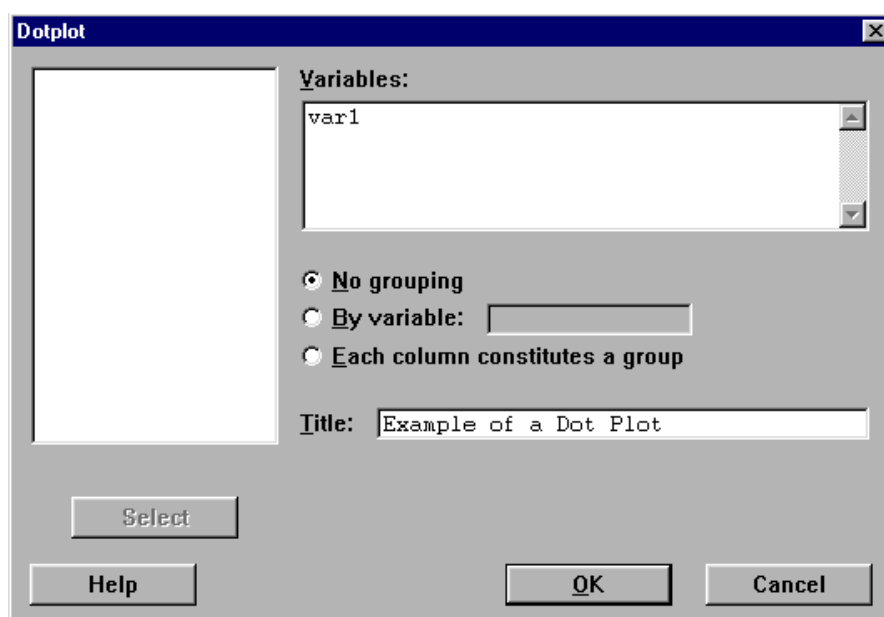 Dotplot
Variables:
var1
No grouping
By variable:
Each column constitutes a group
Title: Example of a Dot Plot
Select
Help OK Cancel